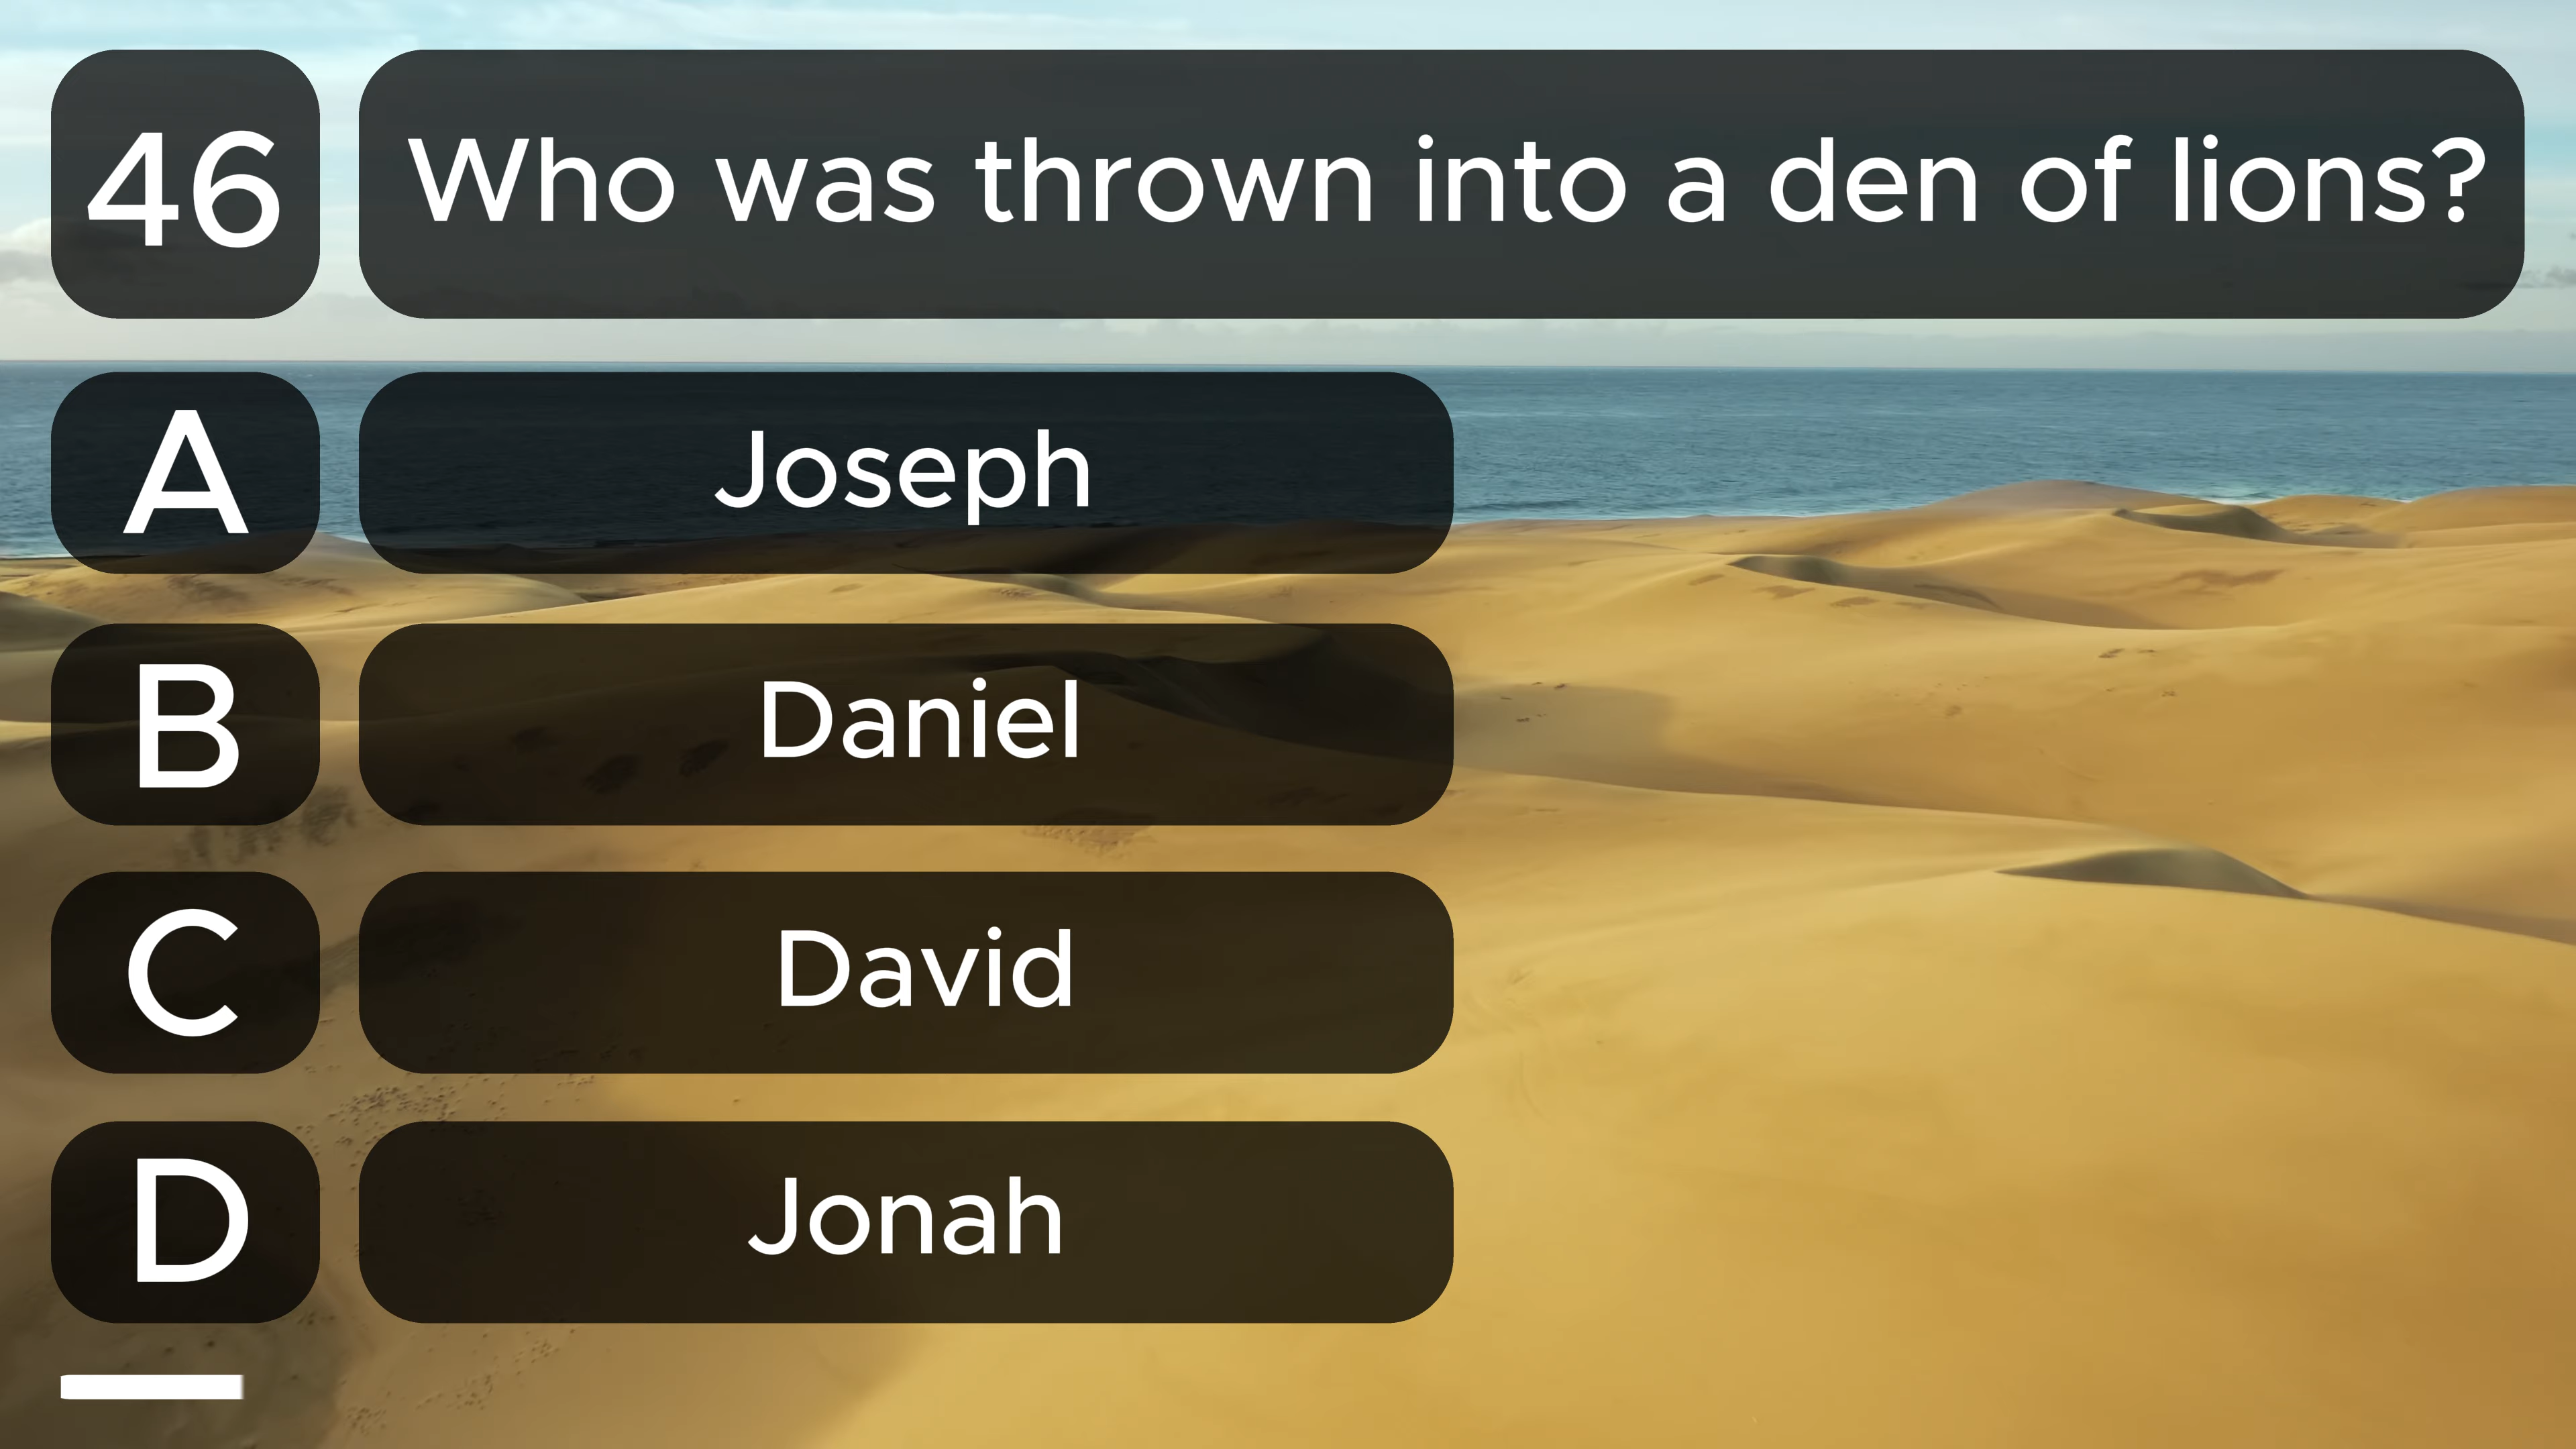 46 Who was thrown into a den of lions?
A Joseph
B Daniel
C David
D Jonah